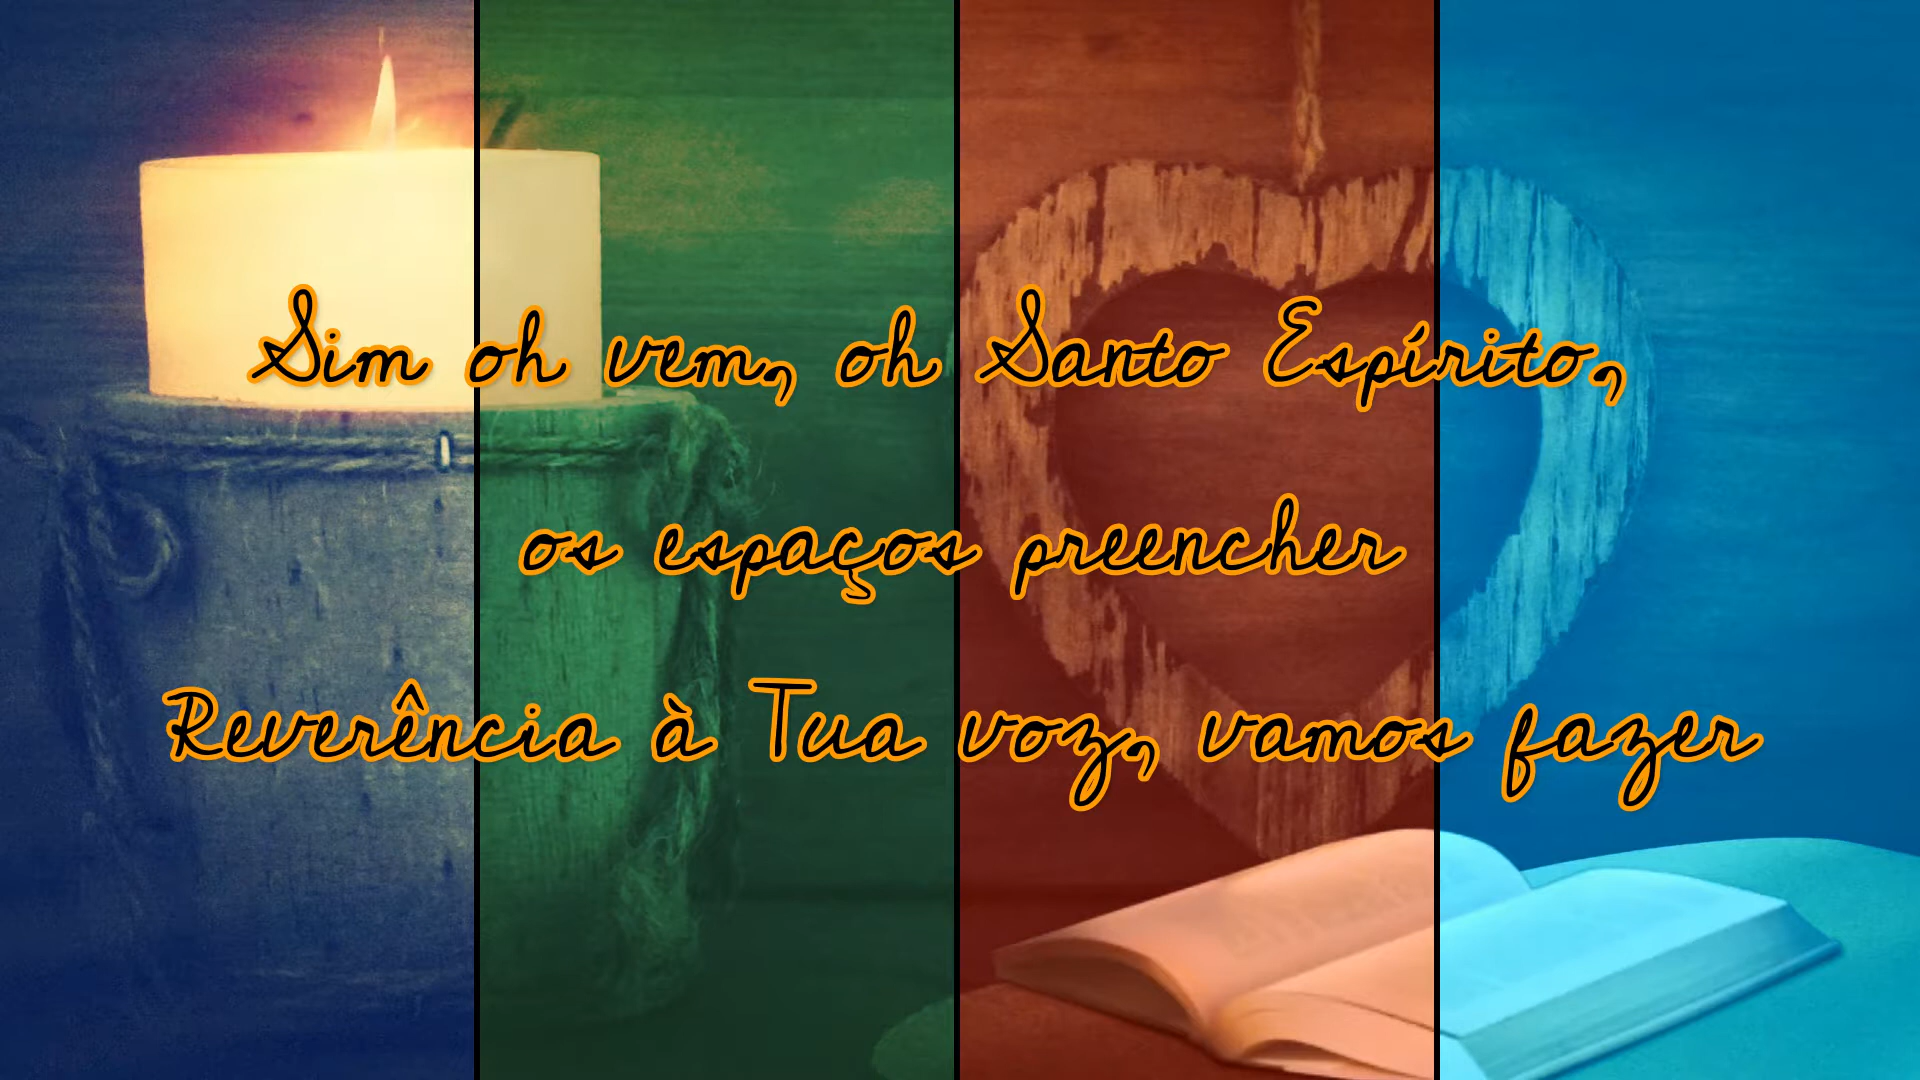 Sim oh vem, oh Santo Espírito,
os espaços preencher
Reverência à Tua voz, vamos fazer